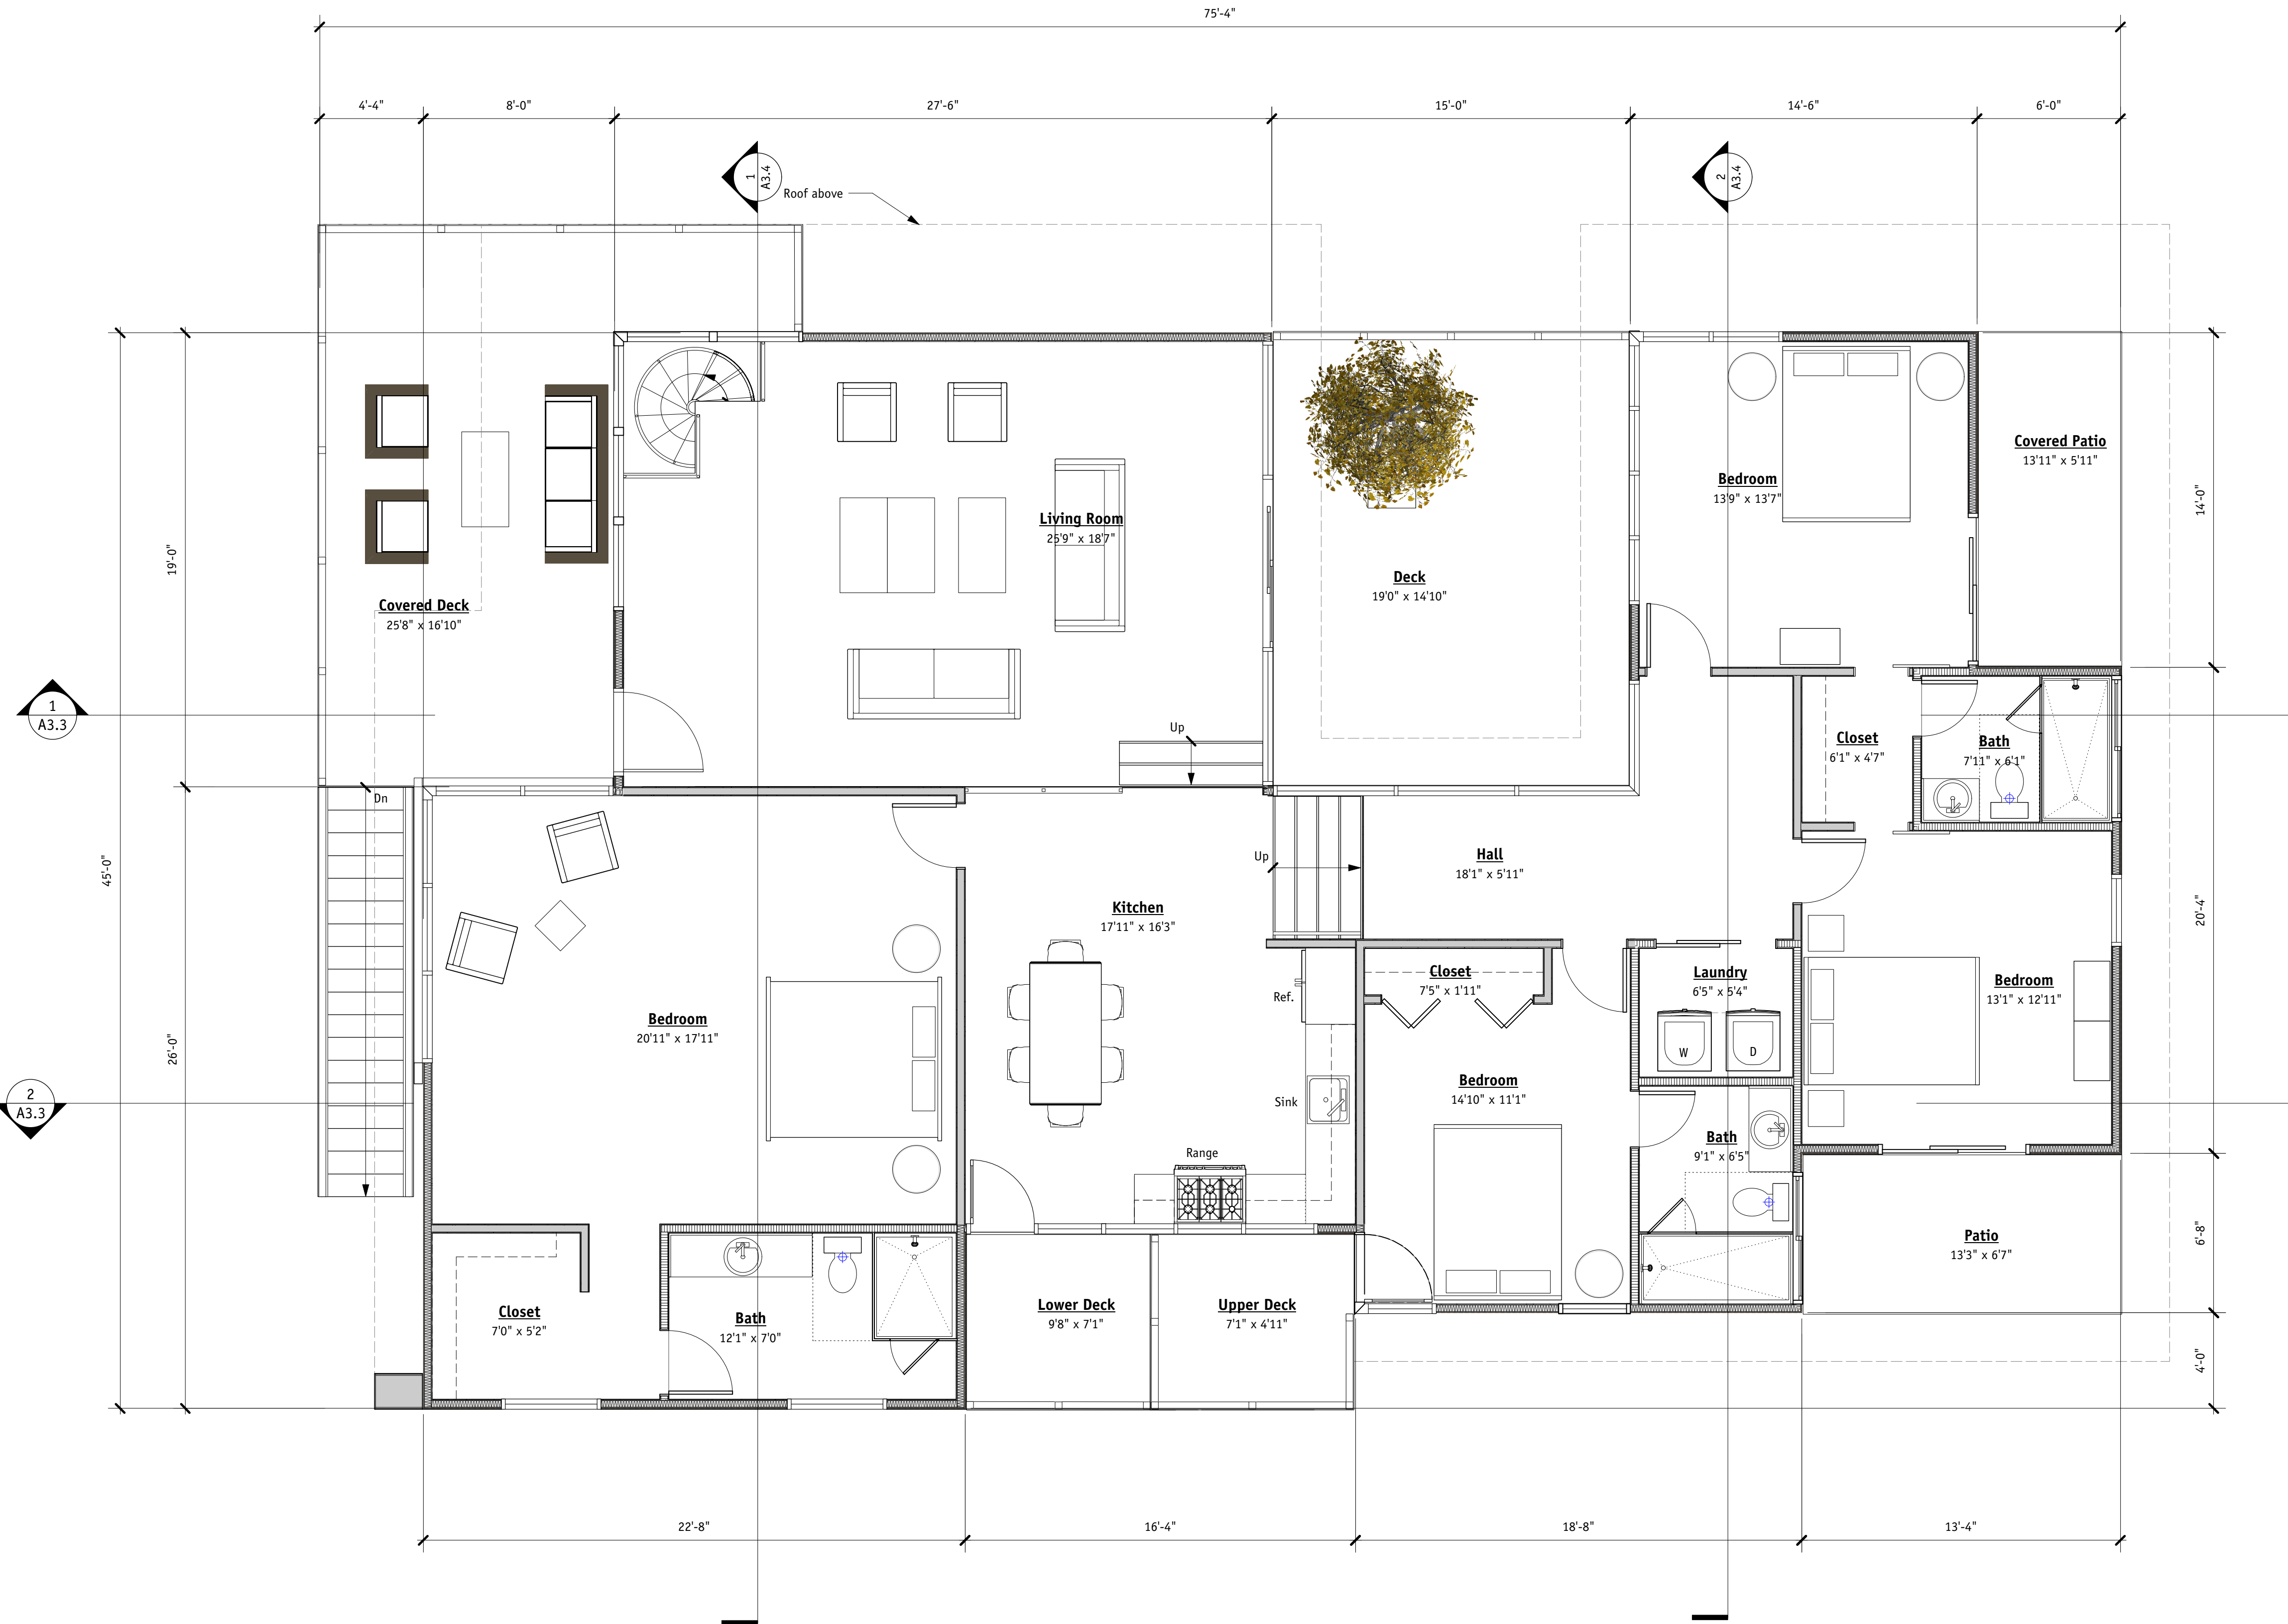 75'-4"
4'-4"
8'-0"
27'-6"
15'-0"
14'-6"
6'-0"
1
A3.4
Roof above
2
A3.4
19'-0"
45'-0"
26'-0"
14'-0"
20'-4"
6'-8"
4'-0"
Covered Deck
25'8" x 16'10"
Living Room
25'9" x 18'7"
Deck
19'0" x 14'10"
Bedroom
13'9" x 13'7"
Covered Patio
13'11" x 5'11"
1
A3.3
Up
Dn
Closet
6'1" x 4'7"
Bath
7'11" x 6'1"
Up
Hall
18'1" x 5'11"
Kitchen
17'11" x 16'3"
Closet
7'5" x 1'11"
Laundry
6'5" x 5'4"
W
D
Bedroom
13'1" x 12'11"
Bedroom
20'11" x 17'11"
Ref.
Sink
Range
Bedroom
14'10" x 11'1"
2
A3.3
Bath
9'1" x 6'5"
Patio
13'3" x 6'7"
Closet
7'0" x 5'2"
Bath
12'1" x 7'0"
Lower Deck
9'8" x 7'1"
Upper Deck
7'1" x 4'11"
22'-8"
16'-4"
18'-8"
13'-4"